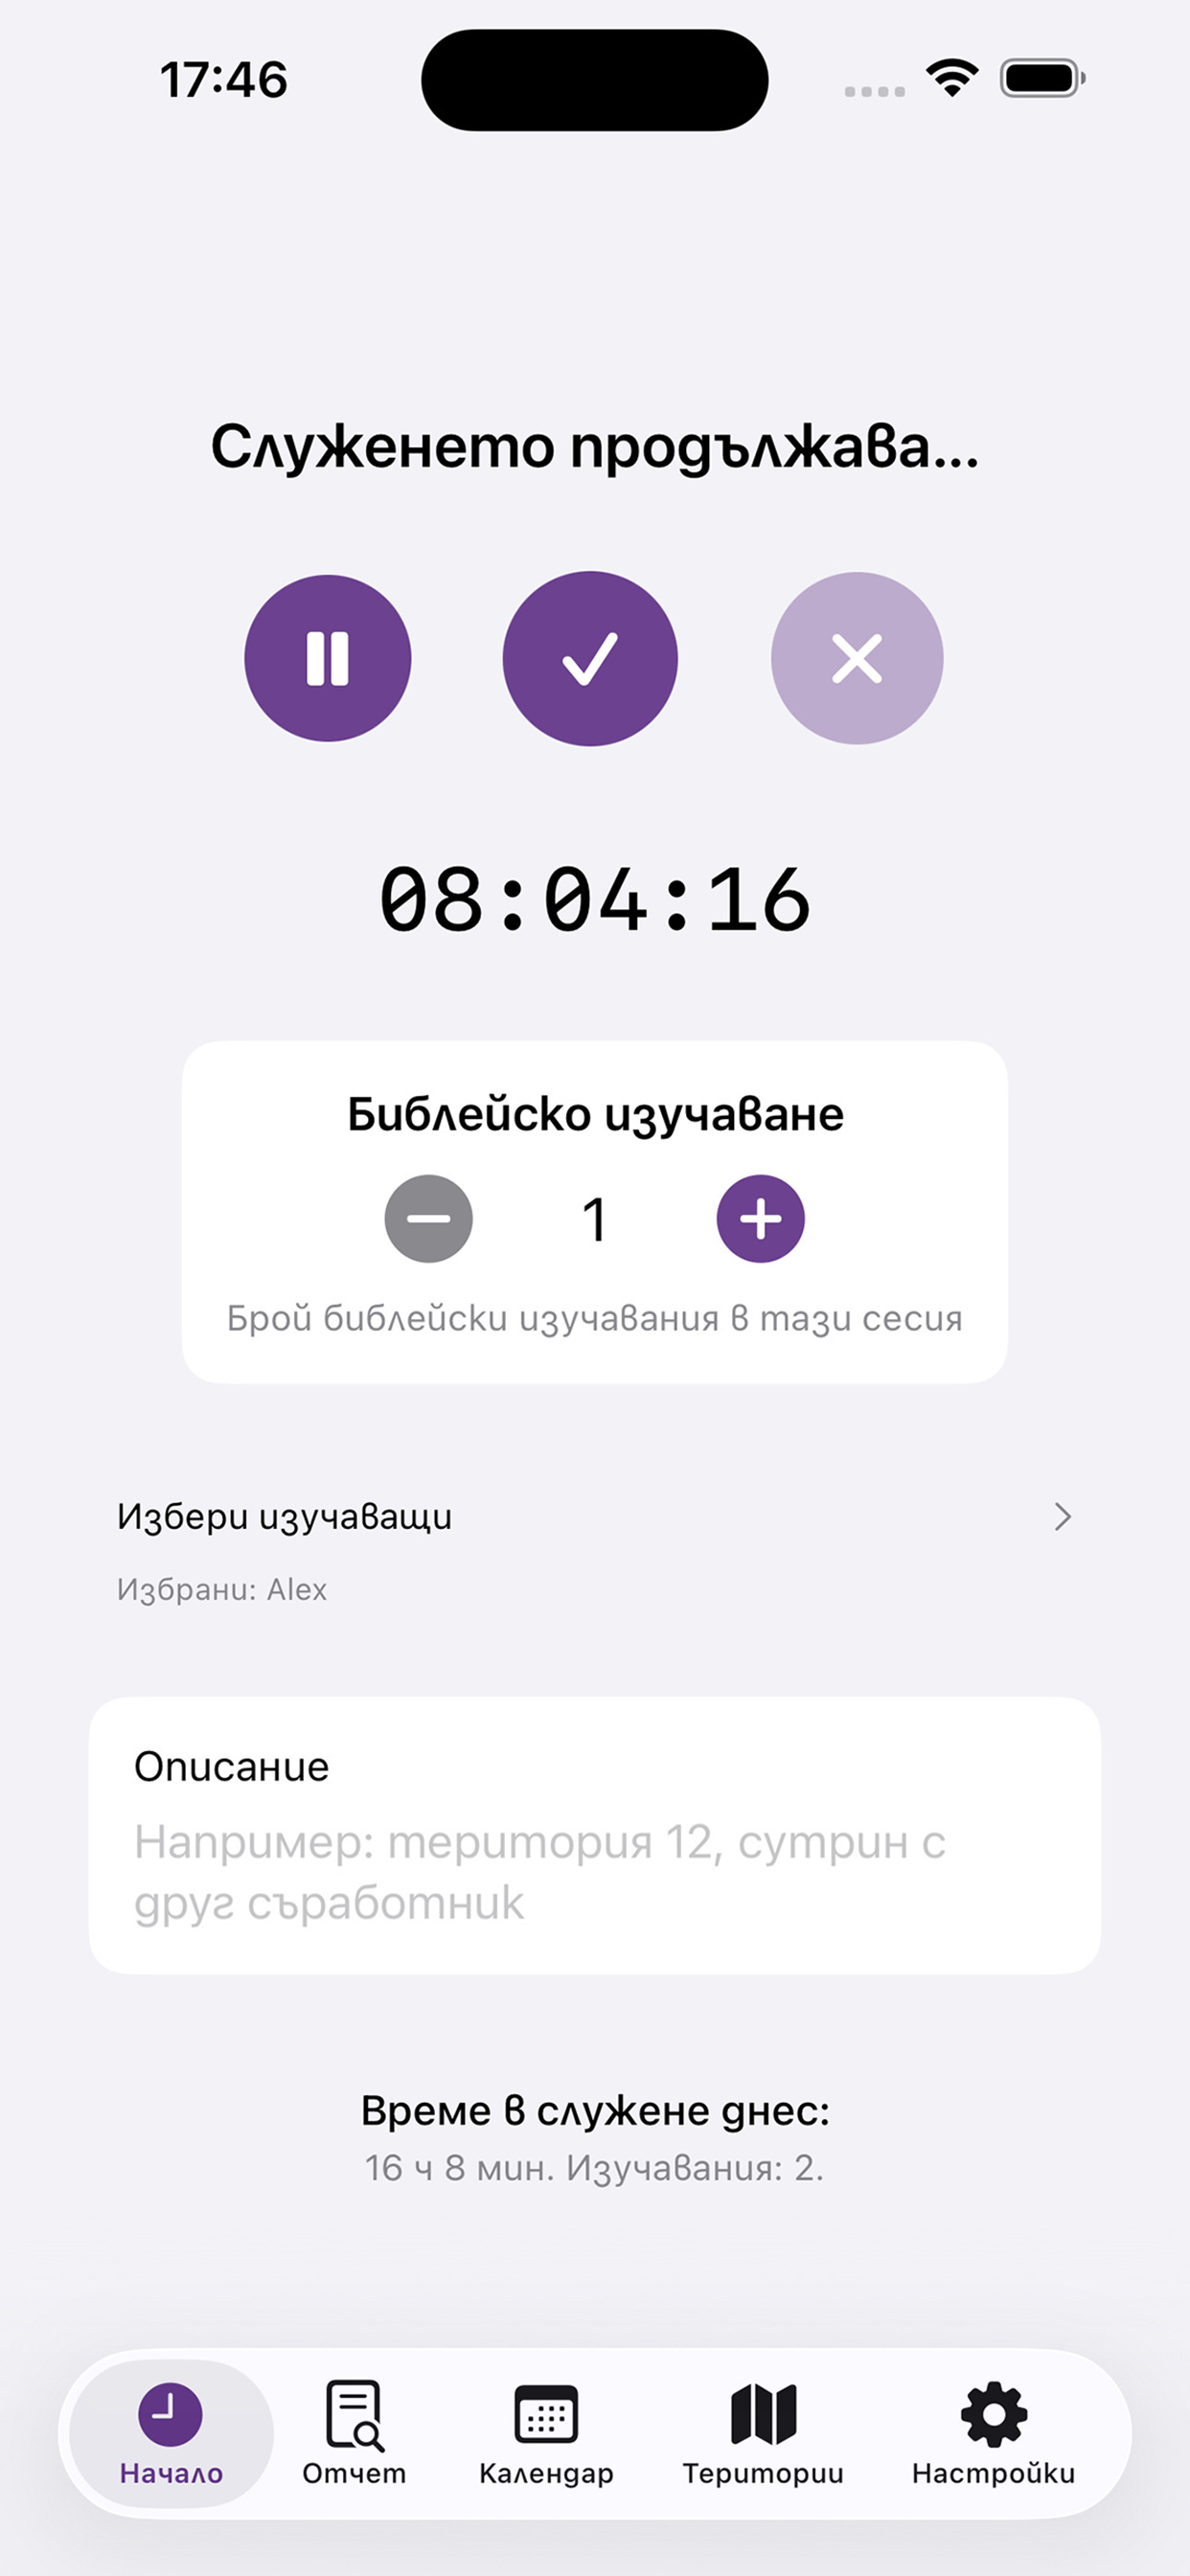 17:46
Служенето продължава...
08:04:16
Библейско изучаване
1
Брой библейски изучавания в тази сесия
Избери изучаващи
Избрани: Alex
Описание
Например: територия 12, сутрин с
друг съработник
Време в служене днес:
16 ч 8 мин. Изучавания: 2.
Начало
Отчет
Календар
Територии
Настройки